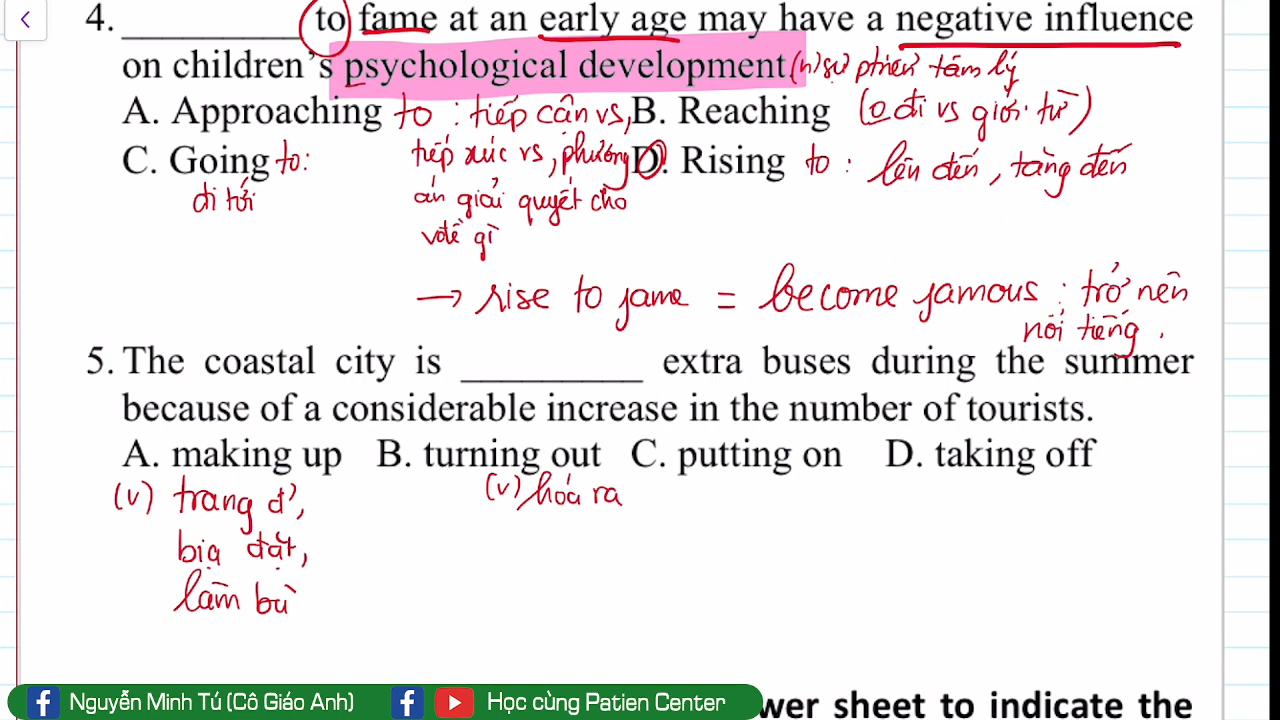 4. _________ to fame at an early age may have a negative influence
on children's psychological development (n) sự phtriển tâm lý
A. Approaching to : tiếp cận vs, B. Reaching (0 đi vs giới từ)
C. Going to: tiếp xúc vs, phương D. Rising to : lên đến, tăng đến
đi tới án giải quyết cho
vđề gì
→ rise to fame = become famous : trở nên
nổi tiếng.
5. The coastal city is _________ extra buses during the summer
because of a considerable increase in the number of tourists.
A. making up B. turning out C. putting on D. taking off
(v) trang đ', (v) hóa ra
bịa đặt,
làm bù
Nguyễn Minh Tú (Cô Giáo Anh) Học cùng Patien Center wer sheet to indicate the